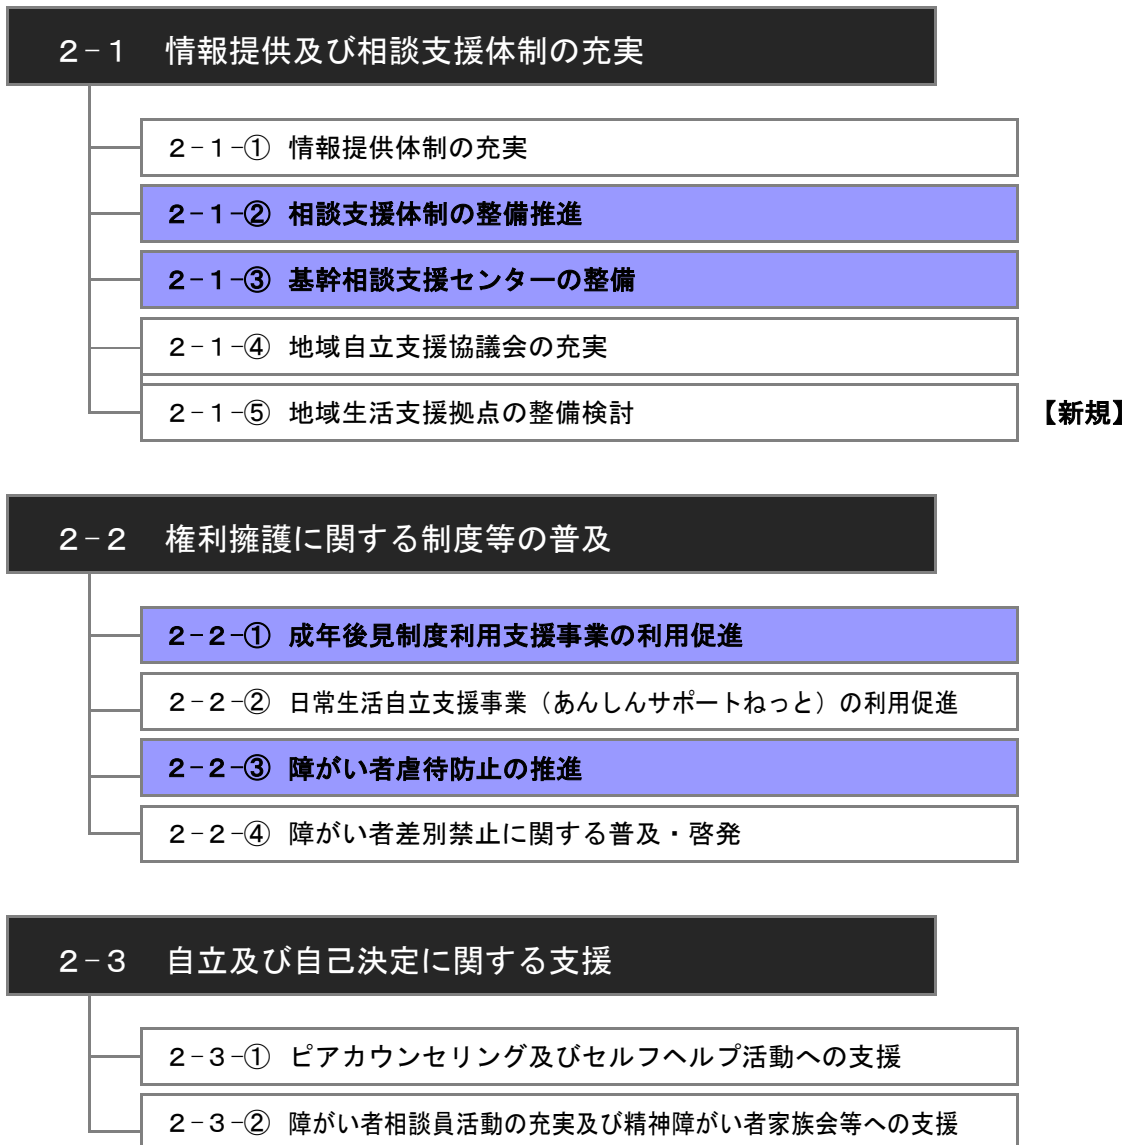 ２－１　情報提供及び相談支援体制の充実
２－１－① 情報提供体制の充実
２－１－② 相談支援体制の整備推進
２－１－③ 基幹相談支援センターの整備
２－１－④ 地域自立支援協議会の充実
２－１－⑤ 地域生活支援拠点の整備検討 【新規】
２－２　権利擁護に関する制度等の普及
２－２－① 成年後見制度利用支援事業の利用促進
２－２－② 日常生活自立支援事業（あんしんサポートねっと）の利用促進
２－２－③ 障がい者虐待防止の推進
２－２－④ 障がい者差別禁止に関する普及・啓発
２－３　自立及び自己決定に関する支援
２－３－① ピアカウンセリング及びセルフヘルプ活動への支援
２－３－② 障がい者相談員活動の充実及び精神障がい者家族会等への支援